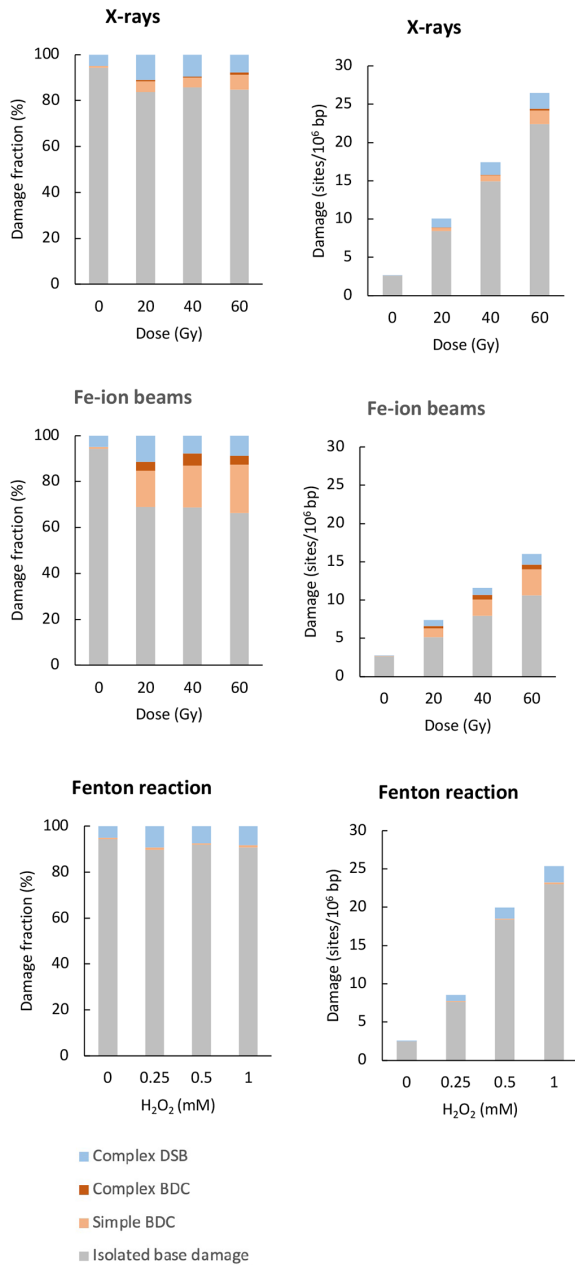 X-rays
Damage fraction (%)
100
80
60
40
20
0
0 20 40 60
Dose (Gy)
X-rays
Damage (sites/10⁶ bp)
30
25
20
15
10
5
0
0 20 40 60
Dose (Gy)
Fe-ion beams
Damage fraction (%)
100
80
60
40
20
0
0 20 40 60
Dose (Gy)
Fe-ion beams
Damage (sites/10⁶ bp)
30
25
20
15
10
5
0
0 20 40 60
Dose (Gy)
Fenton reaction
Damage fraction (%)
100
80
60
40
20
0
0 0.25 0.5 1
H₂O₂ (mM)
Fenton reaction
Damage (sites/10⁶ bp)
30
25
20
15
10
5
0
0 0.25 0.5 1
H₂O₂ (mM)
Complex DSB
Complex BDC
Simple BDC
Isolated base damage